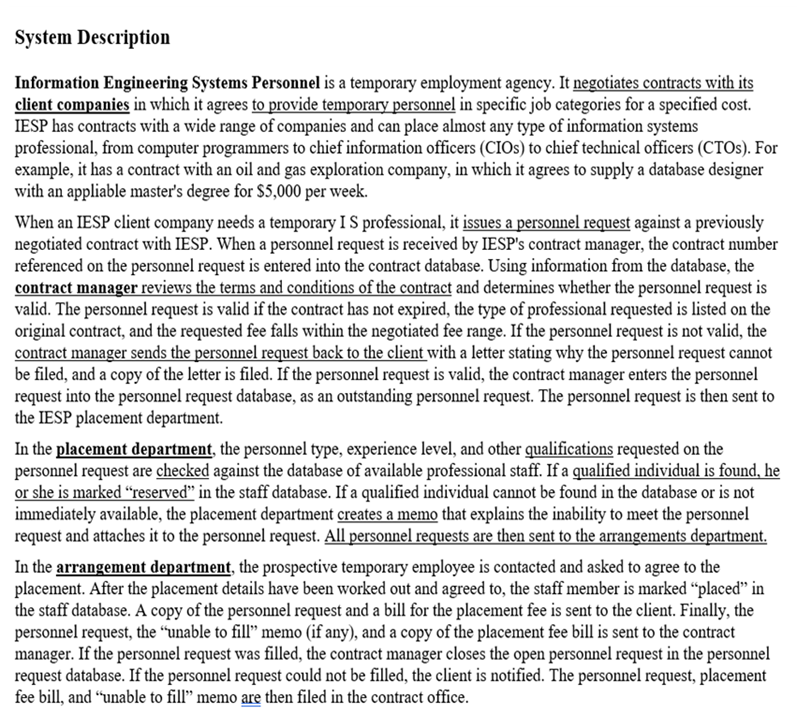 System Description
Information Engineering Systems Personnel is a temporary employment agency. It negotiates contracts with its
client companies in which it agrees to provide temporary personnel in specific job categories for a specified cost.
IESP has contracts with a wide range of companies and can place almost any type of information systems
professional, from computer programmers to chief information officers (CIOs) to chief technical officers (CTOs). For
example, it has a contract with an oil and gas exploration company, in which it agrees to supply a database designer
with an appliable master's degree for $5,000 per week.
When an IESP client company needs a temporary I S professional, it issues a personnel request against a previously
negotiated contract with IESP. When a personnel request is received by IESP's contract manager, the contract number
referenced on the personnel request is entered into the contract database. Using information from the database, the
contract manager reviews the terms and conditions of the contract and determines whether the personnel request is
valid. The personnel request is valid if the contract has not expired, the type of professional requested is listed on the
original contract, and the requested fee falls within the negotiated fee range. If the personnel request is not valid, the
contract manager sends the personnel request back to the client with a letter stating why the personnel request cannot
be filed, and a copy of the letter is filed. If the personnel request is valid, the contract manager enters the personnel
request into the personnel request database, as an outstanding personnel request. The personnel request is then sent to
the IESP placement department.
In the placement department, the personnel type, experience level, and other qualifications requested on the
personnel request are checked against the database of available professional staff. If a qualified individual is found, he
or she is marked “reserved” in the staff database. If a qualified individual cannot be found in the database or is not
immediately available, the placement department creates a memo that explains the inability to meet the personnel
request and attaches it to the personnel request. All personnel requests are then sent to the arrangements department.
In the arrangement department, the prospective temporary employee is contacted and asked to agree to the
placement. After the placement details have been worked out and agreed to, the staff member is marked “placed” in
the staff database. A copy of the personnel request and a bill for the placement fee is sent to the client. Finally, the
personnel request, the “unable to fill” memo (if any), and a copy of the placement fee bill is sent to the contract
manager. If the personnel request was filled, the contract manager closes the open personnel request in the personnel
request database. If the personnel request could not be filled, the client is notified. The personnel request, placement
fee bill, and “unable to fill” memo are then filed in the contract office.